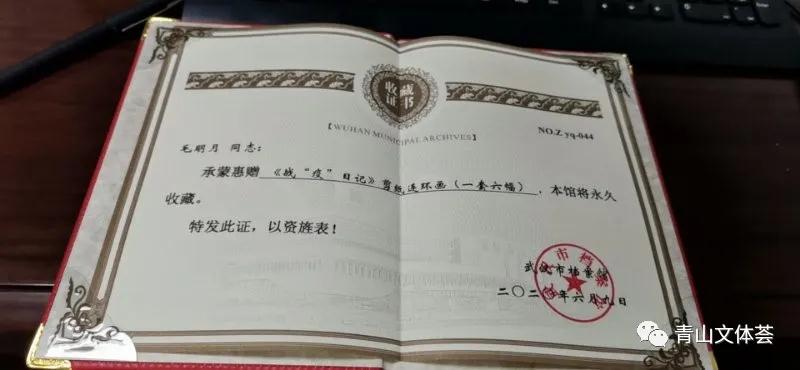 收藏
证书
【WUHAN MUNICIPAL ARCHIVES】
NO.Z yq-044
毛明月 同志：
承蒙惠赠《战“疫”日记》剪纸连环画（一套六幅），本馆将永久
收藏。
特发此证，以资旌表！
武汉市档案馆
二〇二〇年六月九日
青山文体荟